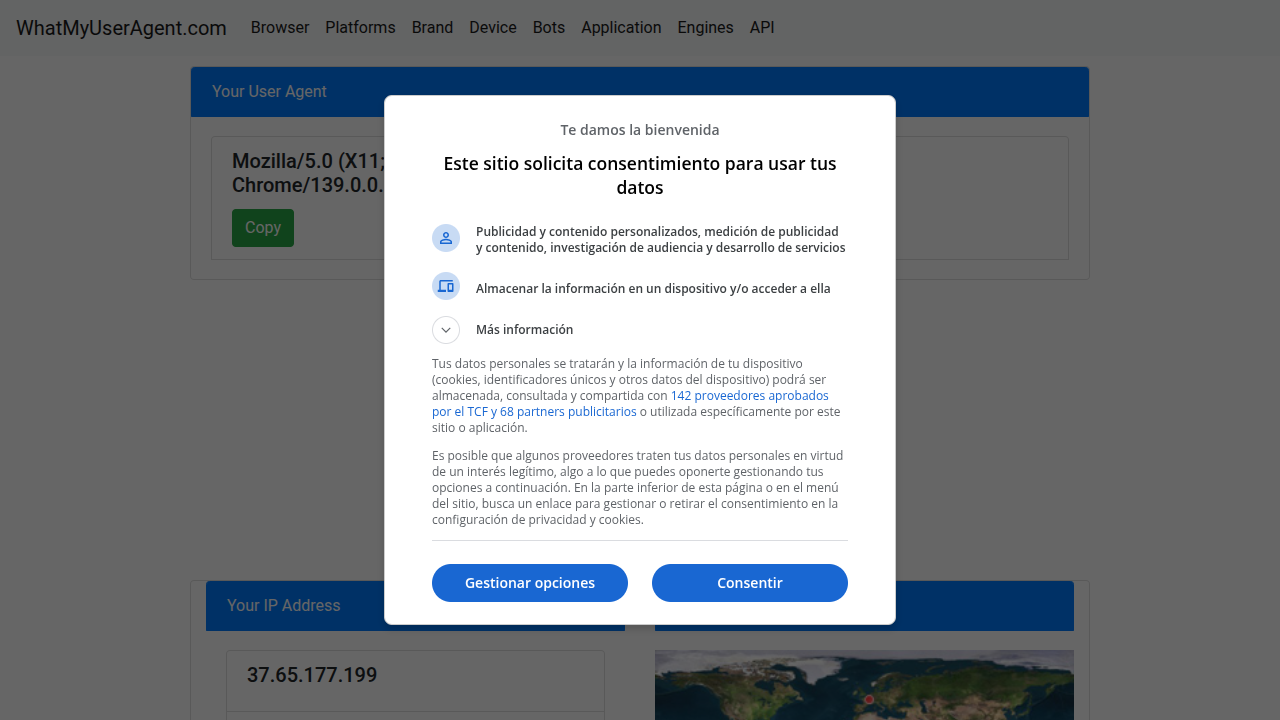 WhatMyUserAgent.com Browser Platforms Brand Device Bots Application Engines API
Your User Agent
Mozilla/5.0 (X11;
Chrome/139.0.0.
Copy
Te damos la bienvenida
Este sitio solicita consentimiento para usar tus
datos
Publicidad y contenido personalizados, medición de publicidad
y contenido, investigación de audiencia y desarrollo de servicios
Almacenar la información en un dispositivo y/o acceder a ella
Más información
Tus datos personales se tratarán y la información de tu dispositivo
(cookies, identificadores únicos y otros datos del dispositivo) podrá ser
almacenada, consultada y compartida con 142 proveedores aprobados
por el TCF y 68 partners publicitarios o utilizada específicamente por este
sitio o aplicación.
Es posible que algunos proveedores traten tus datos personales en virtud
de un interés legítimo, algo a lo que puedes oponerte gestionando tus
opciones a continuación. En la parte inferior de esta página o en el menú
del sitio, busca un enlace para gestionar o retirar el consentimiento en la
configuración de privacidad y cookies.
Gestionar opciones Consentir
Your IP Address
37.65.177.199